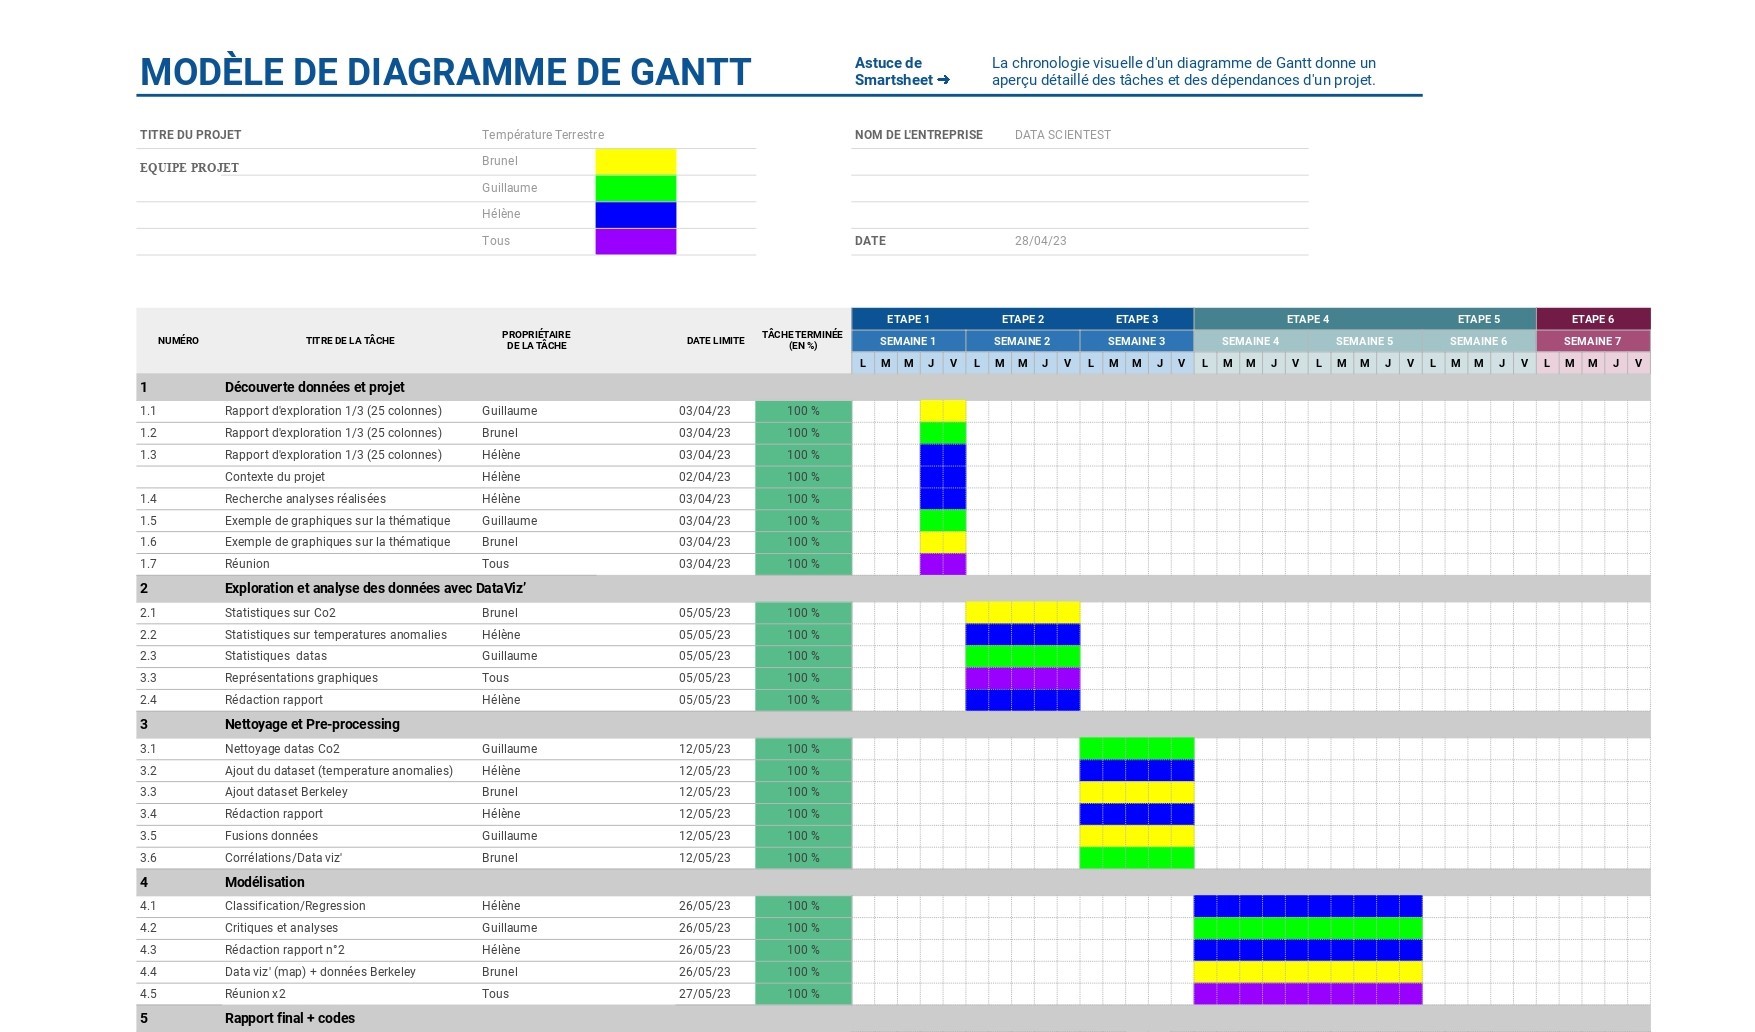 MODÈLE DE DIAGRAMME DE GANTT
Astuce de
Smartsheet ➜
La chronologie visuelle d'un diagramme de Gantt donne un
aperçu détaillé des tâches et des dépendances d'un projet.
TITRE DU PROJET Température Terrestre NOM DE L'ENTREPRISE DATA SCIENTEST
EQUIPE PROJET Brunel
Guillaume
Hélène
Tous DATE 28/04/23
ETAPE 1 ETAPE 2 ETAPE 3 ETAPE 4 ETAPE 5 ETAPE 6
NUMÉRO TITRE DE LA TÂCHE PROPRIÉTAIRE
DE LA TÂCHE DATE LIMITE TÂCHE TERMINÉE
(EN %)
SEMAINE 1 SEMAINE 2 SEMAINE 3 SEMAINE 4 SEMAINE 5 SEMAINE 6 SEMAINE 7
L M M J V L M M J V L M M J V L M M J V L M M J V L M M J V L M M J V
1 Découverte données et projet
1.1 Rapport d'exploration 1/3 (25 colonnes) Guillaume 03/04/23 100 %
1.2 Rapport d'exploration 1/3 (25 colonnes) Brunel 03/04/23 100 %
1.3 Rapport d'exploration 1/3 (25 colonnes) Hélène 03/04/23 100 %
Contexte du projet Hélène 02/04/23 100 %
1.4 Recherche analyses réalisées Hélène 03/04/23 100 %
1.5 Exemple de graphiques sur la thématique Guillaume 03/04/23 100 %
1.6 Exemple de graphiques sur la thématique Brunel 03/04/23 100 %
1.7 Réunion Tous 03/04/23 100 %
2 Exploration et analyse des données avec DataViz’
2.1 Statistiques sur Co2 Brunel 05/05/23 100 %
2.2 Statistiques sur temperatures anomalies Hélène 05/05/23 100 %
2.3 Statistiques datas Guillaume 05/05/23 100 %
3.3 Représentations graphiques Tous 05/05/23 100 %
2.4 Rédaction rapport Hélène 05/05/23 100 %
3 Nettoyage et Pre-processing
3.1 Nettoyage datas Co2 Guillaume 12/05/23 100 %
3.2 Ajout du dataset (temperature anomalies) Hélène 12/05/23 100 %
3.3 Ajout dataset Berkeley Brunel 12/05/23 100 %
3.4 Rédaction rapport Hélène 12/05/23 100 %
3.5 Fusions données Guillaume 12/05/23 100 %
3.6 Corrélations/Data viz' Brunel 12/05/23 100 %
4 Modélisation
4.1 Classification/Regression Hélène 26/05/23 100 %
4.2 Critiques et analyses Guillaume 26/05/23 100 %
4.3 Rédaction rapport n°2 Hélène 26/05/23 100 %
4.4 Data viz' (map) + données Berkeley Brunel 26/05/23 100 %
4.5 Réunion x2 Tous 27/05/23 100 %
5 Rapport final + codes